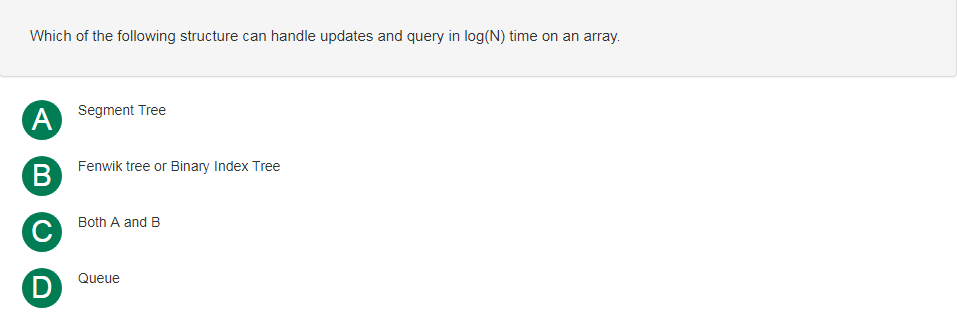 Which of the following structure can handle updates and query in log(N) time on an array.
A Segment Tree
B Fenwik tree or Binary Index Tree
C Both A and B
D Queue